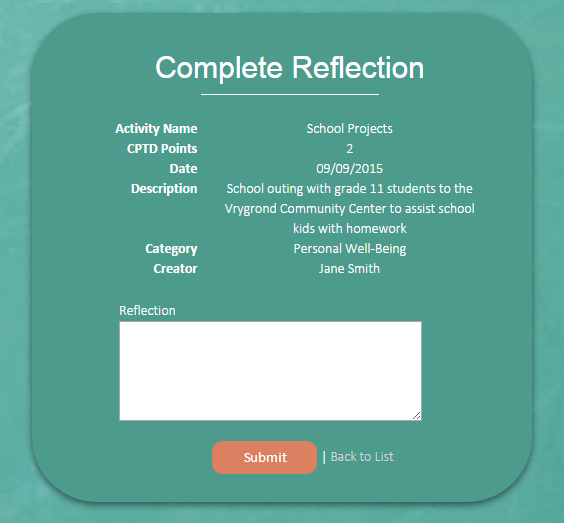 Complete Reflection
Activity Name School Projects
CPTD Points 2
Date 09/09/2015
Description School outing with grade 11 students to the
Vrygrond Community Center to assist school
kids with homework
Category Personal Well-Being
Creator Jane Smith
Reflection
Submit | Back to List